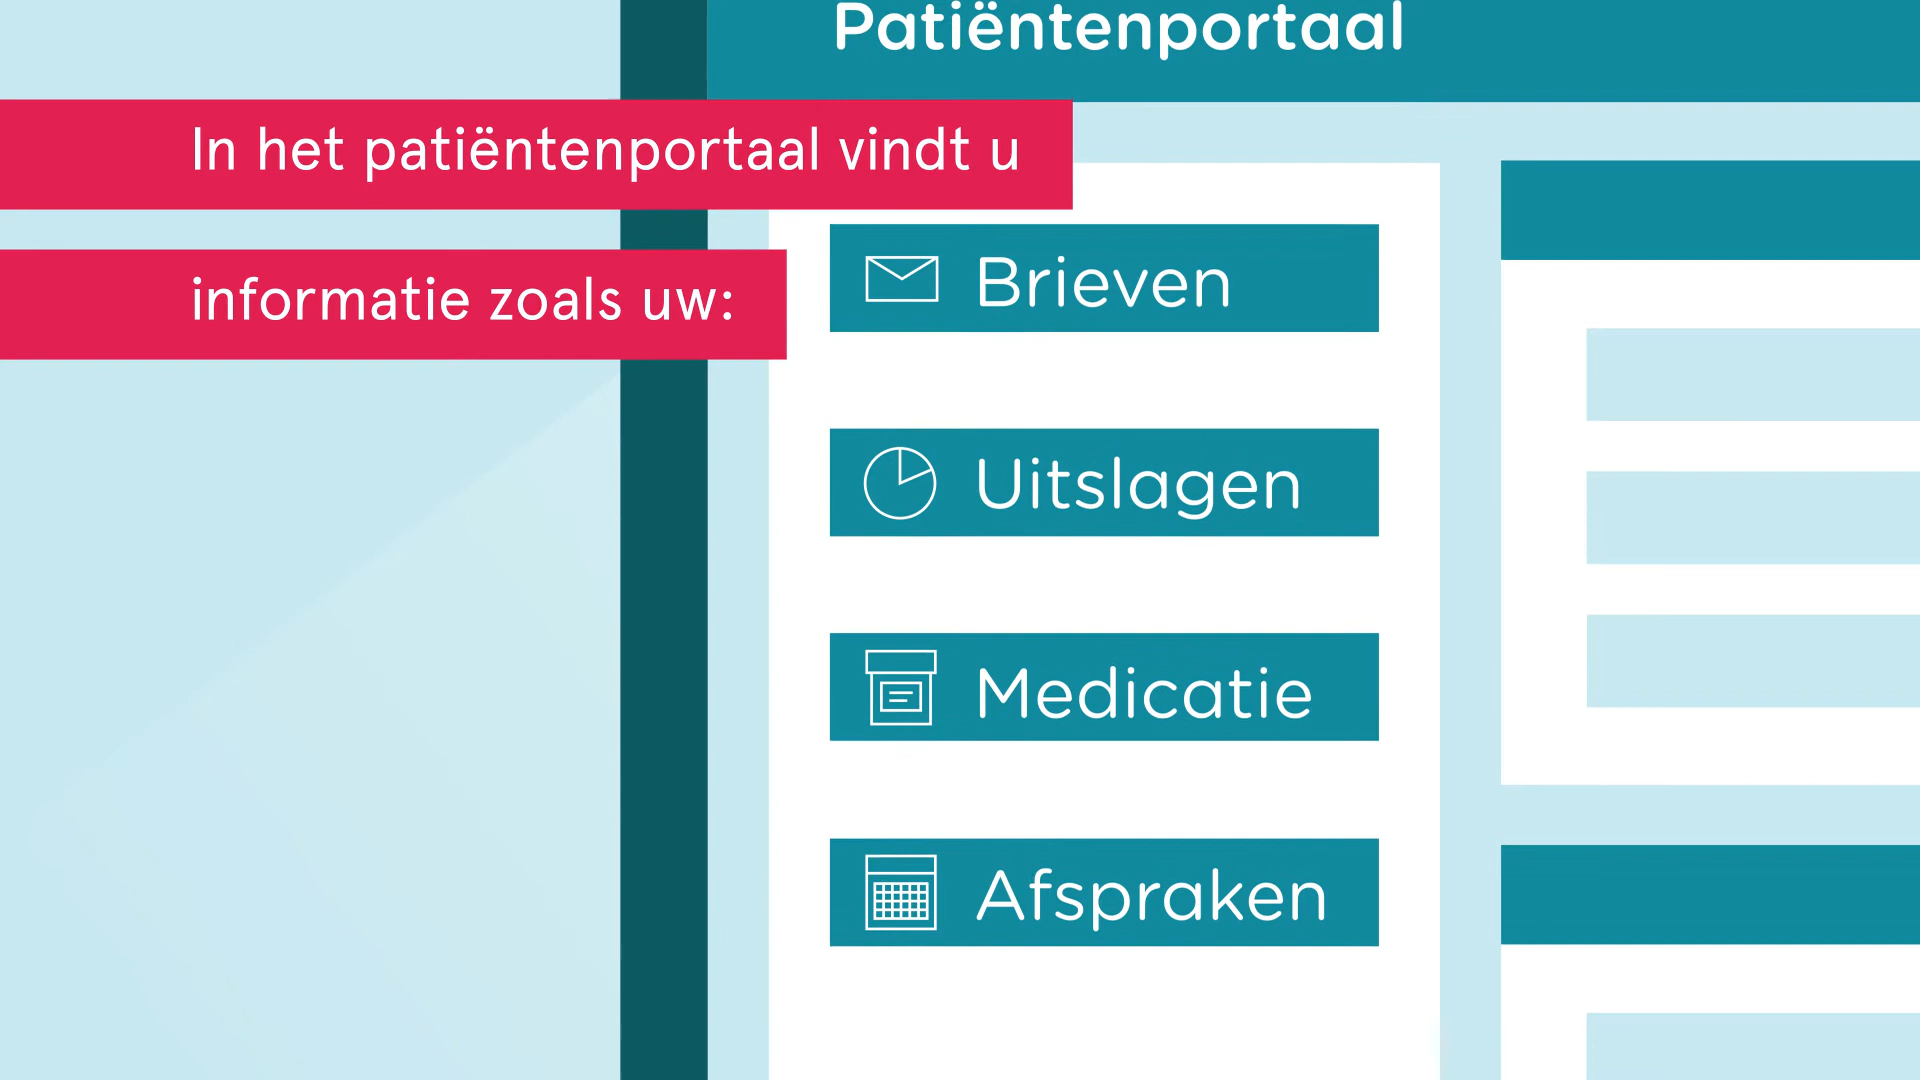 Patiëntenportaal
In het patiëntenportaal vindt u
informatie zoals uw:
Brieven
Uitslagen
Medicatie
Afspraken